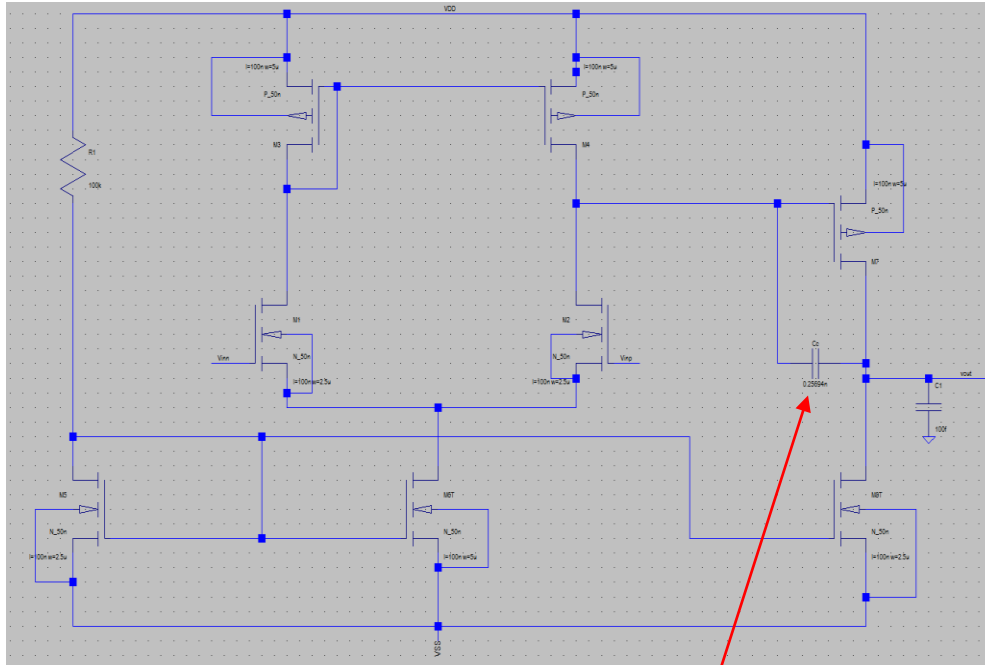 VDD
l=100n w=5u
l=100n w=5u
P_50n
P_50n
M3
M4
R1
100k
l=100n w=5u
P_50n
M7
M1
M2
Vinn
N_50n
N_50n
Vinp
l=100n w=2.5u
l=100n w=2.5u
Cc
0.25694n
vout
C1
100f
M5
M6T
M8T
N_50n
N_50n
N_50n
l=100n w=2.5u
l=100n w=5u
l=100n w=2.5u
VSS